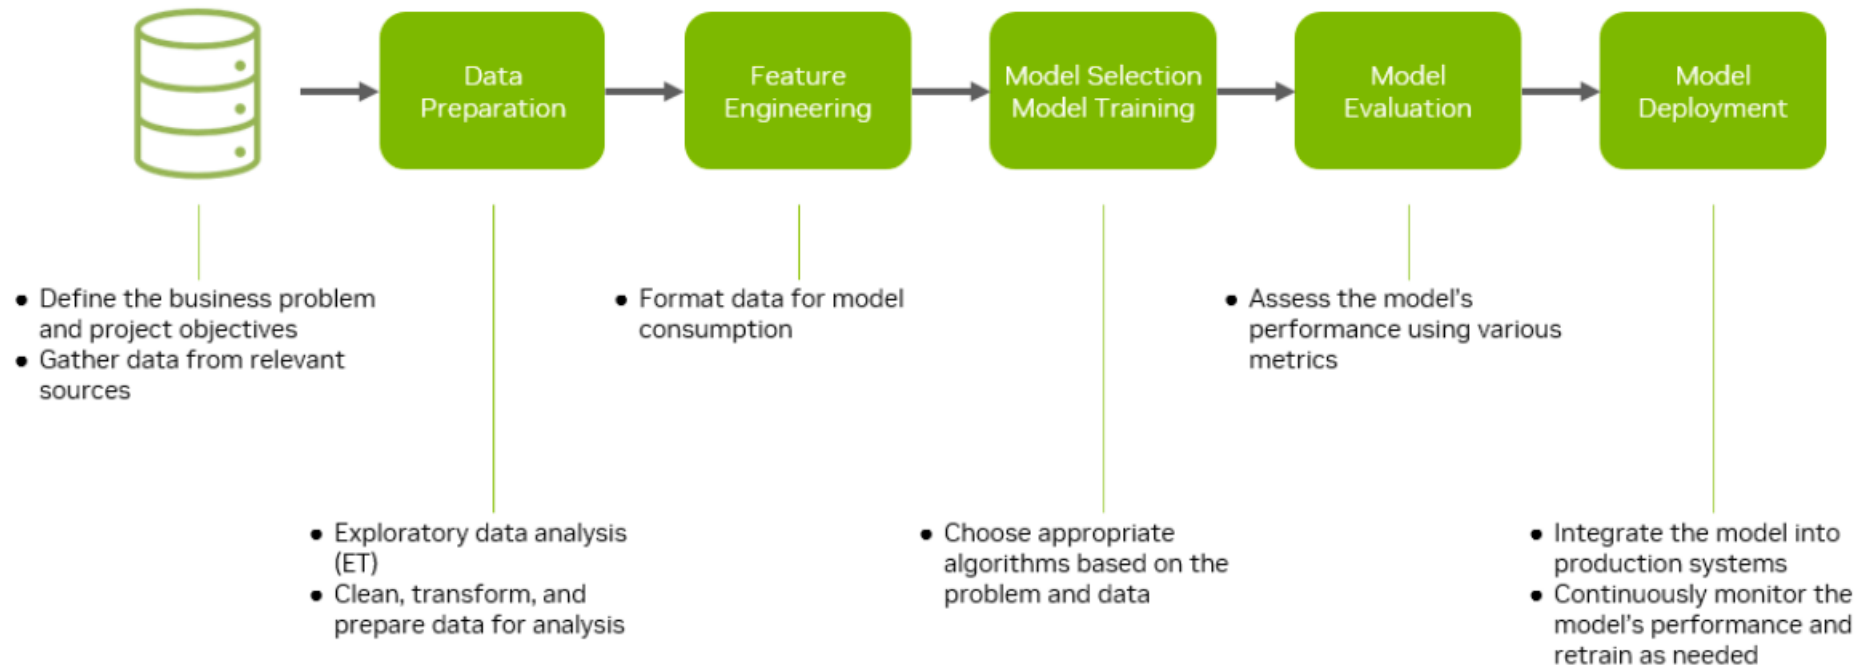 Data
Preparation
Feature
Engineering
Model Selection
Model Training
Model
Evaluation
Model
Deployment
● Define the business problem
and project objectives
● Gather data from relevant
sources
● Exploratory data analysis
(ET)
● Clean, transform, and
prepare data for analysis
● Format data for model
consumption
● Choose appropriate
algorithms based on the
problem and data
● Assess the model's
performance using various
metrics
● Integrate the model into
production systems
● Continuously monitor the
model's performance and
retrain as needed